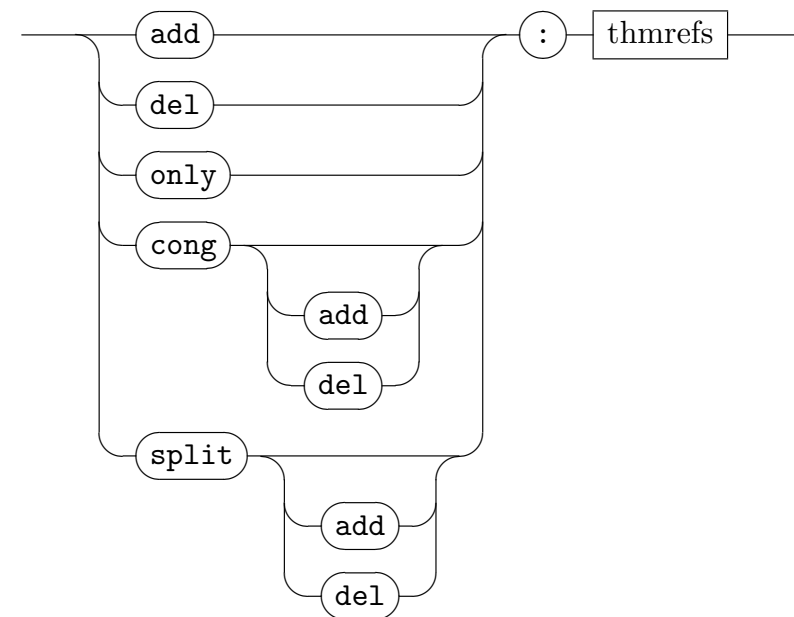 add : thmrefs
del
only
cong
add
del
split
add
del